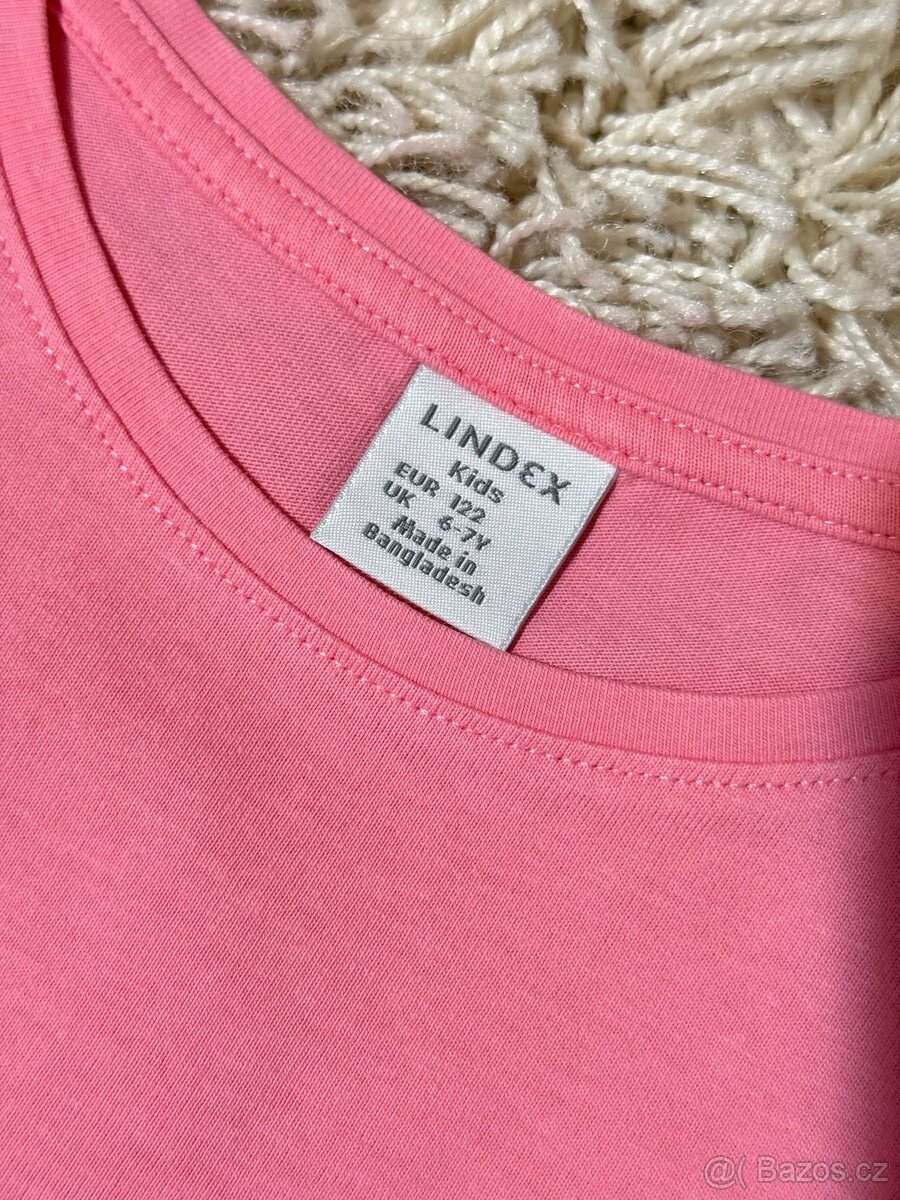 LINDEX
Kids
EUR 122
UK 6-7Y
Made in
Bangladesh
@( Bazos.cz